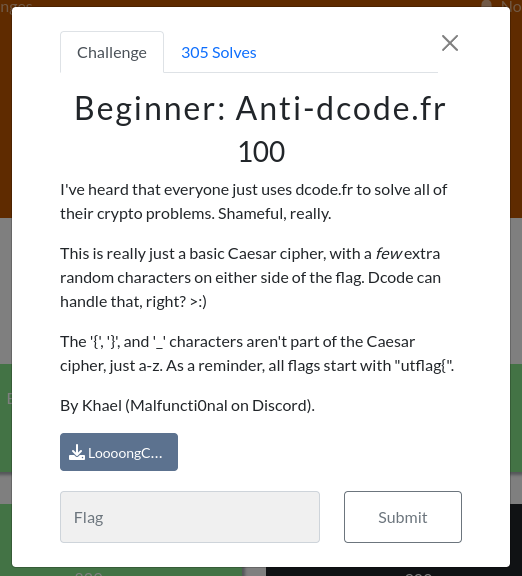 Challenge
305 Solves
Beginner: Anti-dcode.fr
100
I've heard that everyone just uses dcode.fr to solve all of
their crypto problems. Shameful, really.
This is really just a basic Caesar cipher, with a few extra
random characters on either side of the flag. Dcode can
handle that, right? >:)
The '{', '}', and '_' characters aren't part of the Caesar
cipher, just a-z. As a reminder, all flags start with "utflag{".
By Khael (Malfuncti0nal on Discord).
LoooongC...
Flag
Submit